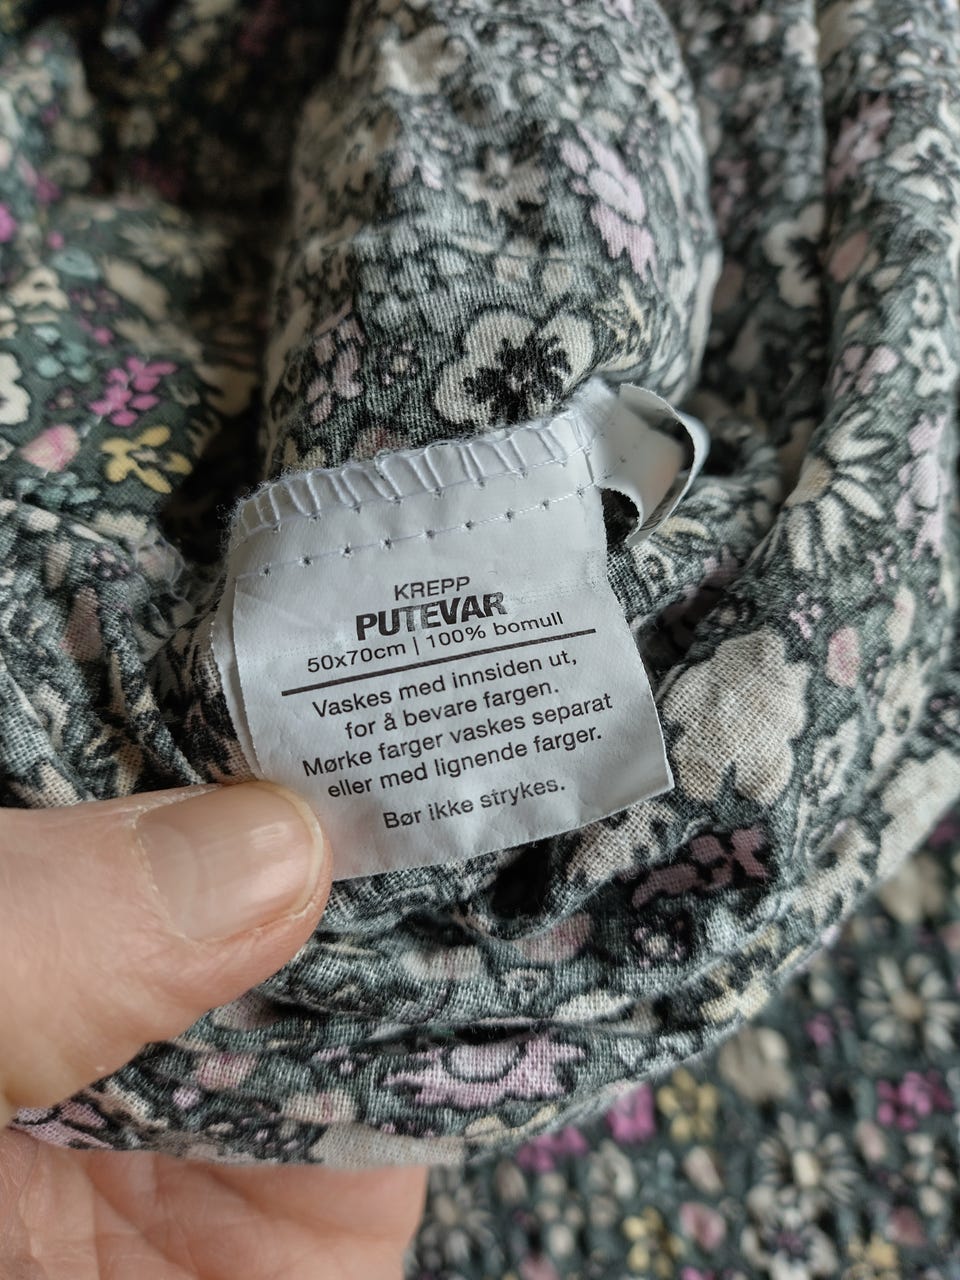 KREPP
PUTEVAR
50x70cm | 100% bomull
Vaskes med innsiden ut,
for å bevare fargen.
Mørke farger vaskes separat
eller med lignende farger.
Bør ikke strykes.